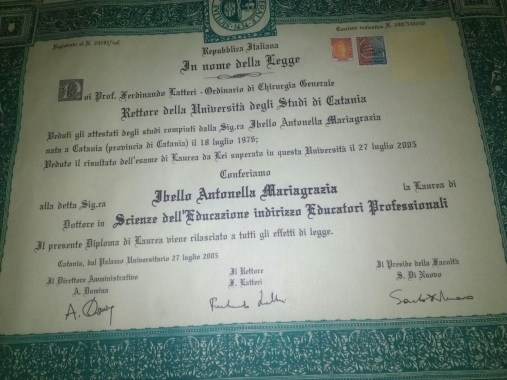 Repubblica Italiana
In nome della Legge
Noi Prof. Ferdinando Latteri - Ordinario di Chirurgia Generale
Rettore della Università degli Studi di Catania
Veduti gli attestati degli studi compiuti dalla Sig.ra Ibello Antonella Mariagrazia
nata a Catania (provincia di Catania) il 18 luglio 1976;
Veduto il risultato dell'esame di Laurea da Lei superato in questa Università il 27 luglio 2005
Conferiamo
alla detta Sig.ra Ibello Antonella Mariagrazia la Laurea di
Dottore in Scienze dell'Educazione indirizzo Educatori Professionali
Il presente Diploma di Laurea viene rilasciato a tutti gli effetti di legge.
Catania, dal Palazzo Universitario 27 luglio 2005
Il Direttore Amministrativo
A. Domina
Il Rettore
F. Latteri
Il Preside della Facoltà
S. Di Nuovo